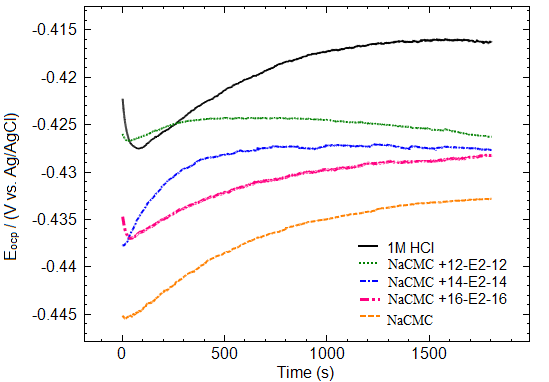 -0.415
-0.42
-0.425
-0.43
-0.435
-0.44
-0.445
Eocp / (V vs. Ag/AgCl)
1M HCl
NaCMC +12-E2-12
NaCMC +14-E2-14
NaCMC +16-E2-16
NaCMC
0 500 1000 1500
Time (s)